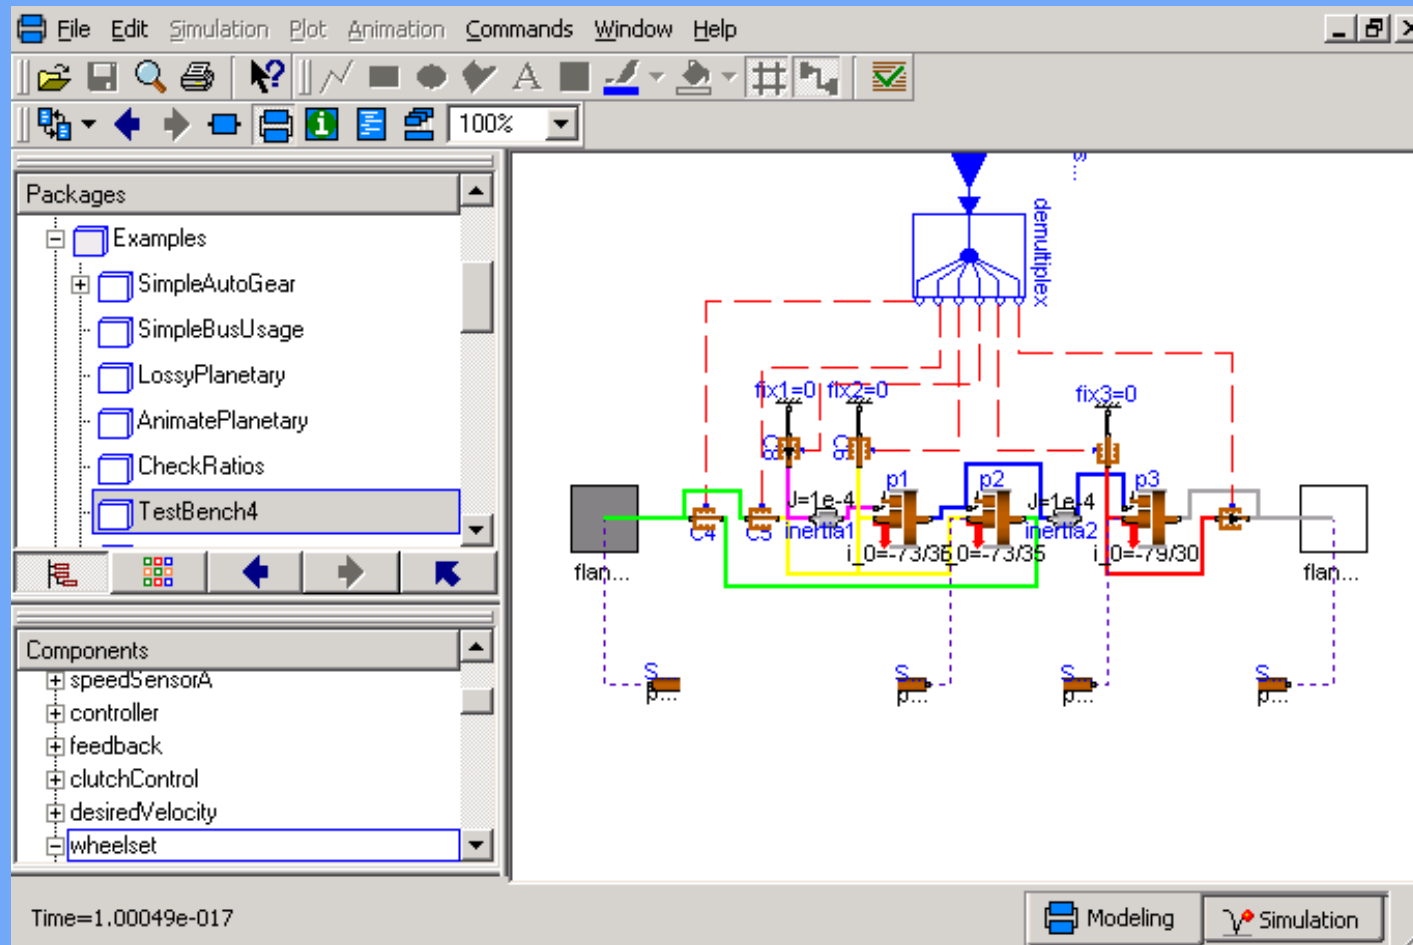 File Edit Simulation Plot Animation Commands Window Help
A
100%
Packages
Examples
SimpleAutoGear
SimpleBusUsage
LossyPlanetary
AnimatePlanetary
CheckRatios
TestBench4
Components
speedSensorA
controller
feedback
clutchControl
desiredVelocity
wheelset
demultiplex
fix1=0 fix2=0 fix3=0
p1 p2 p3
J=1e-4 J=1e-4
C4 C5 inertia1 inertia2
i_0=-73/35 i_0=-73/35 i_0=-79/30
flan... flan...
S... S... S... S...
p... p... p... p...
Time=1.00049e-017
Modeling Simulation